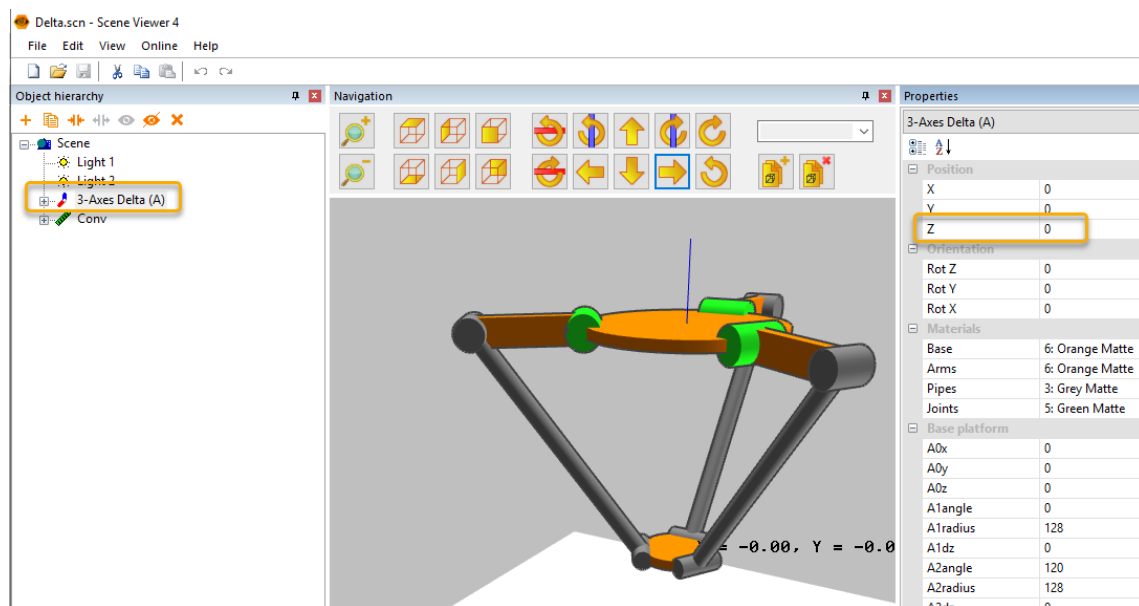 Delta.scn - Scene Viewer 4
File Edit View Online Help
Object hierarchy
Scene
Light 1
Light 2
3-Axes Delta (A)
Conv
Navigation
= -0.00, Y = -0.0
Properties
3-Axes Delta (A)
Position
X 0
Y 0
Z 0
Orientation
Rot Z 0
Rot Y 0
Rot X 0
Materials
Base 6: Orange Matte
Arms 6: Orange Matte
Pipes 3: Grey Matte
Joints 5: Green Matte
Base platform
A0x 0
A0y 0
A0z 0
A1angle 0
A1radius 128
A1dz 0
A2angle 120
A2radius 128